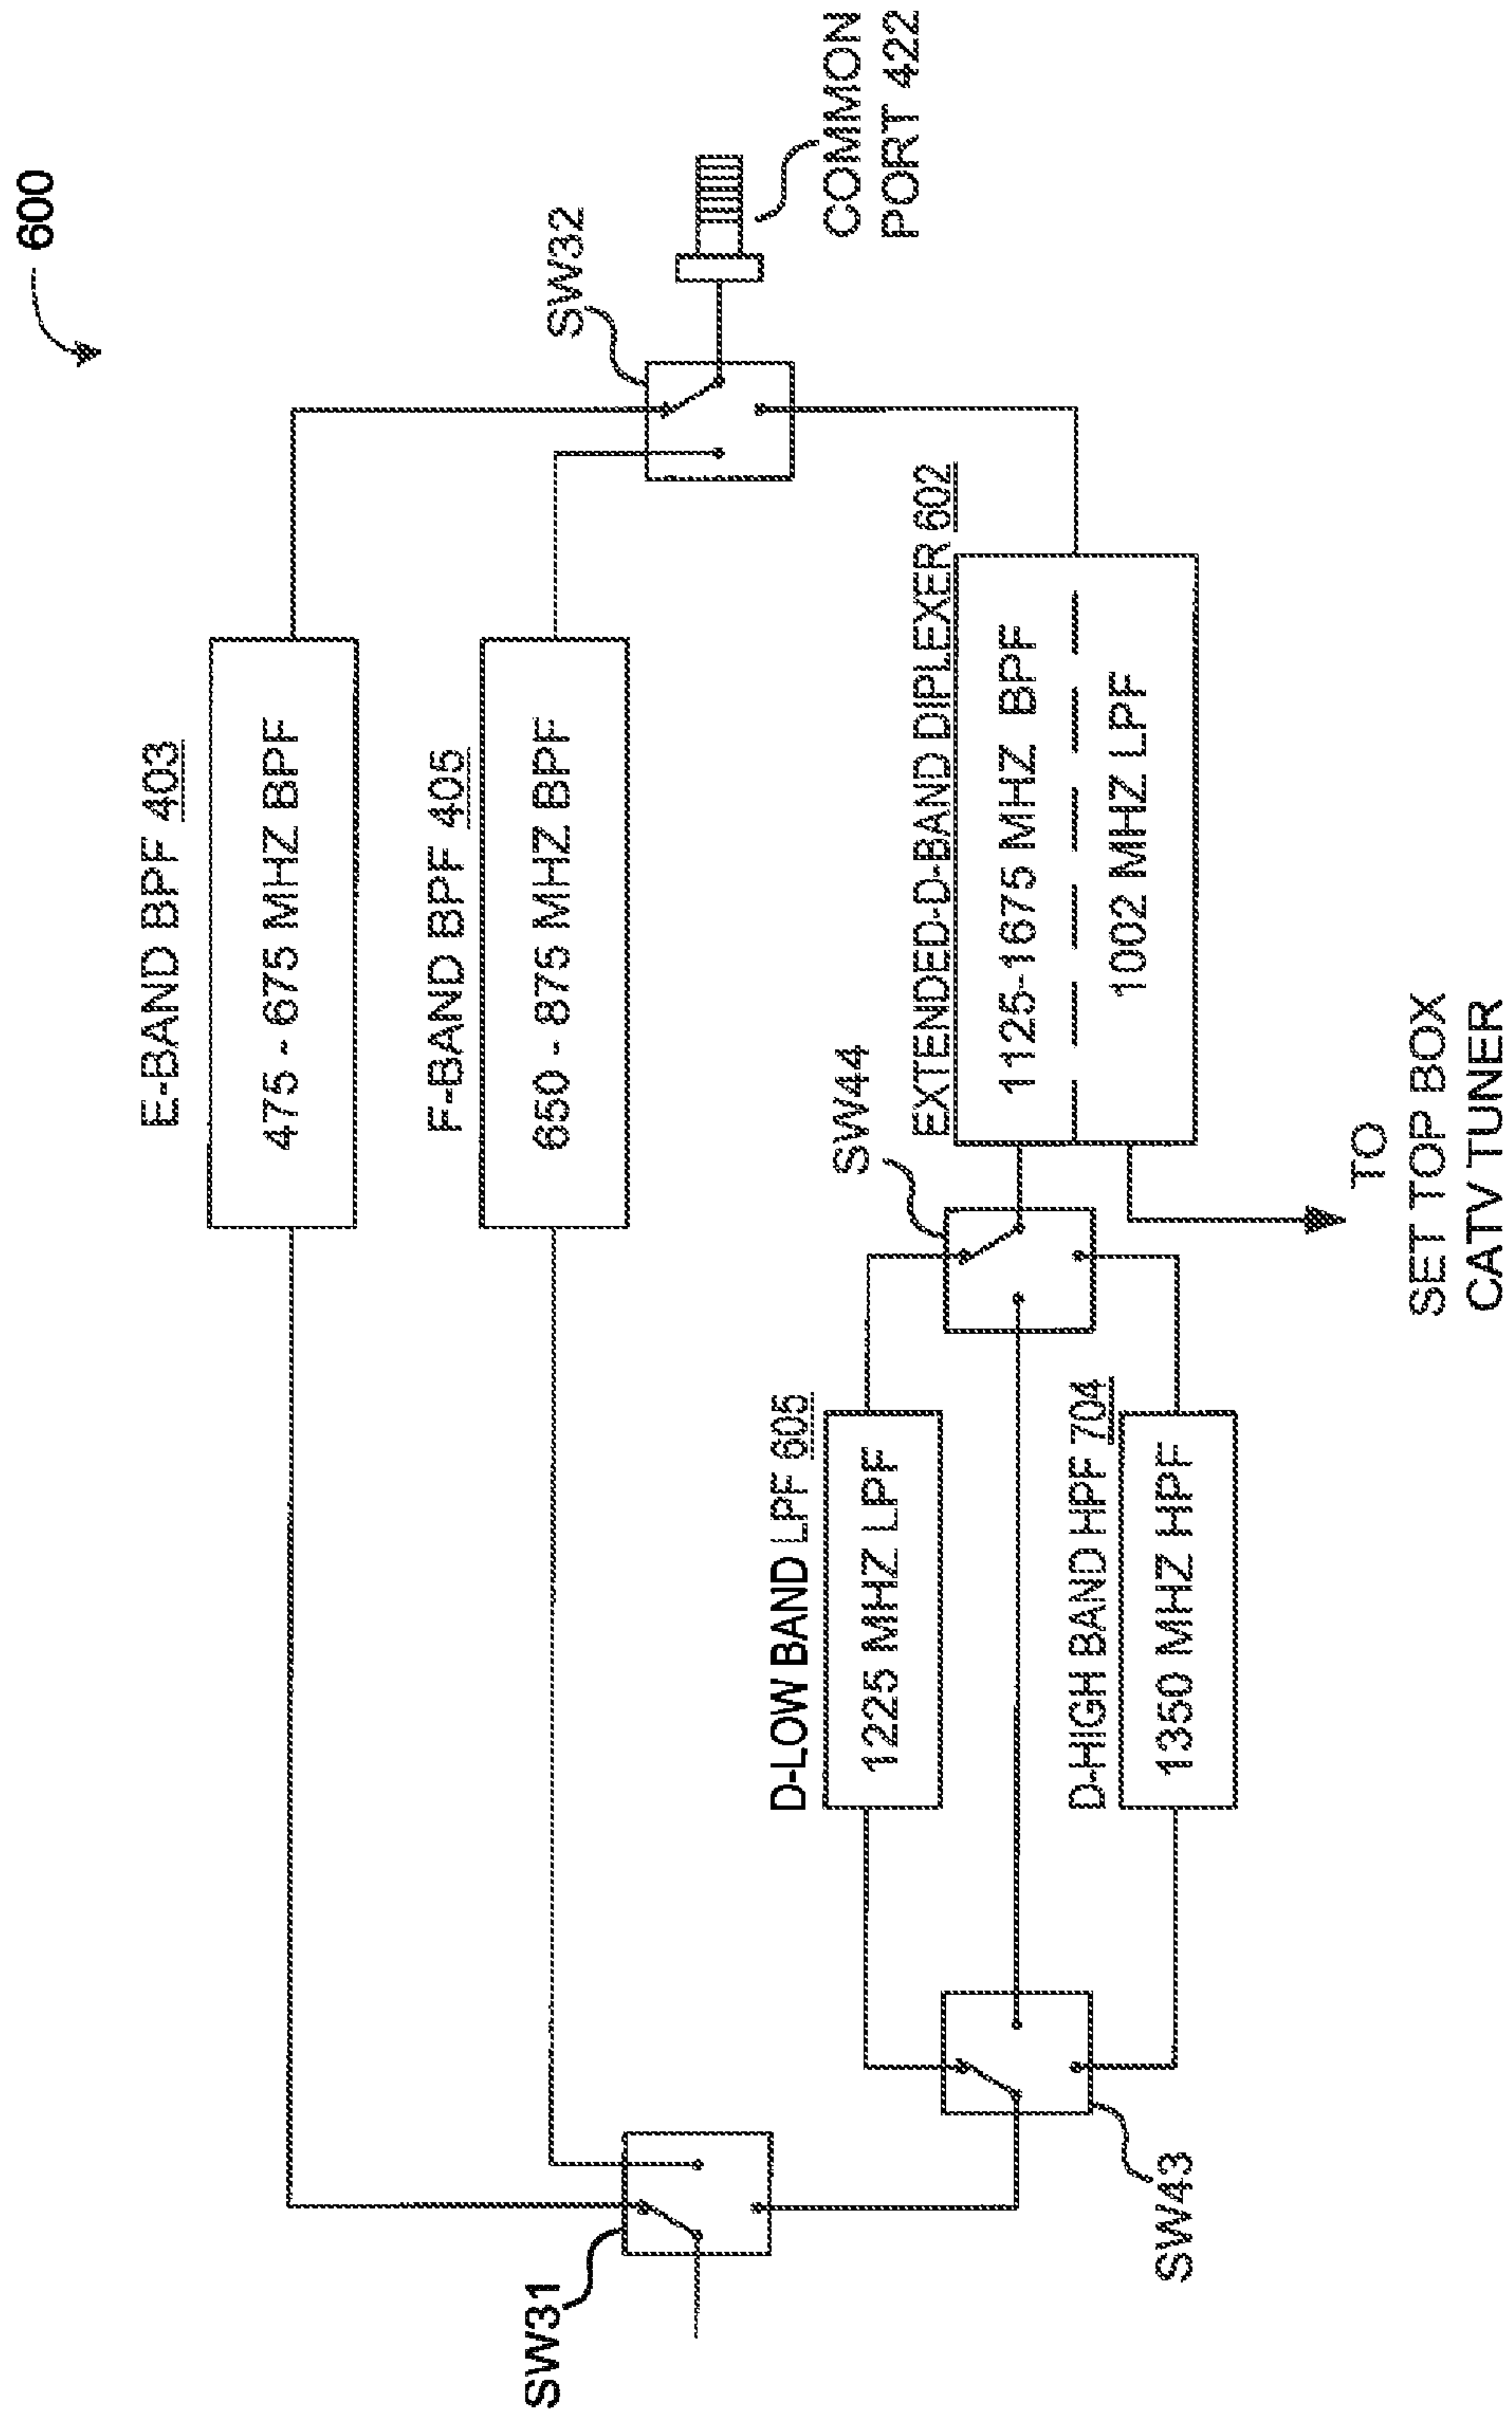 600
E-BAND BPF 403
475 - 675 MHZ BPF
F-BAND BPF 405
650 - 875 MHZ BPF
SW31
SW32
COMMON
PORT 422
D-LOW BAND LPF 605
1225 MHZ LPF
SW44
EXTENDED-D-BAND DIPLEXER 602
1125-1675 MHZ BPF
1002 MHZ LPF
D-HIGH BAND HPF 704
1350 MHZ HPF
SW43
TO
SET TOP BOX
CATV TUNER